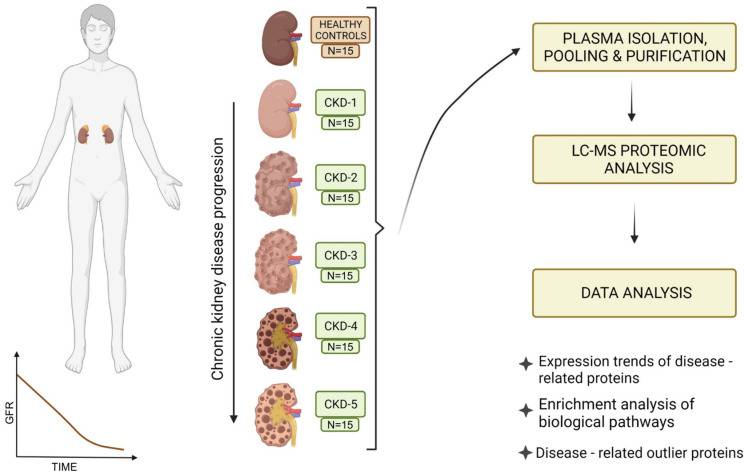 HEALTHY
CONTROLS
N=15
CKD-1
N=15
CKD-2
N=15
CKD-3
N=15
CKD-4
N=15
CKD-5
N=15
Chronic kidney disease progression
GFR
TIME
PLASMA ISOLATION,
POOLING & PURIFICATION
LC-MS PROTEOMIC
ANALYSIS
DATA ANALYSIS
Expression trends of disease -
related proteins
Enrichment analysis of
biological pathways
Disease - related outlier proteins